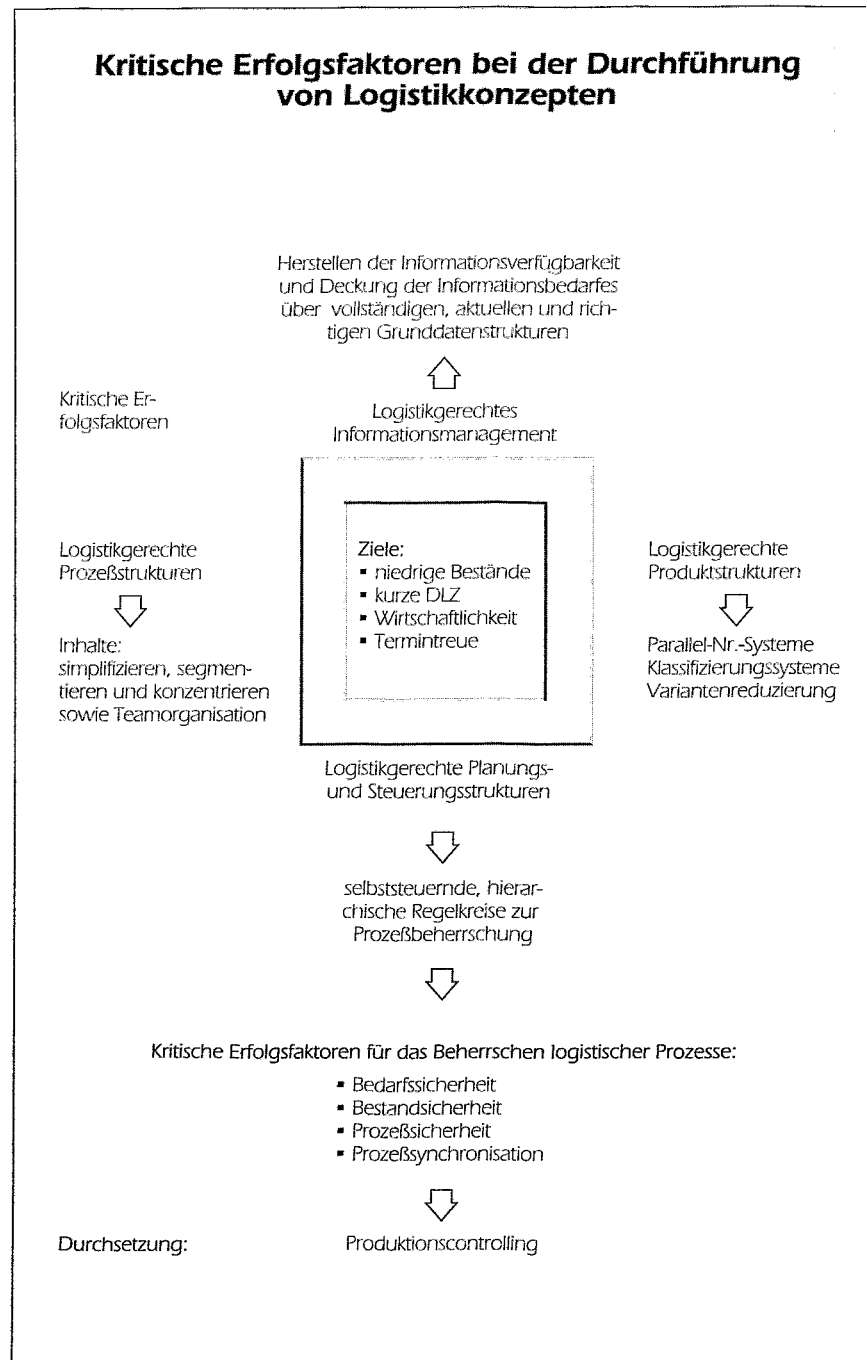 Kritische Erfolgsfaktoren bei der Durchführung
von Logistikkonzepten
Herstellen der Informationsverfügbarkeit
und Deckung der Informationsbedarfes
über vollständigen, aktuellen und rich-
tigen Grunddatenstrukturen
Kritische Er-
folgsfaktoren
Logistikgerechtes
Informationsmanagement
Logistikgerechte
Prozeßstrukturen
Inhalte:
simplifizieren, segmen-
tieren und konzentrieren
sowie Teamorganisation
Ziele:
▪ niedrige Bestände
▪ kurze DLZ
▪ Wirtschaftlichkeit
▪ Termintreue
Logistikgerechte
Produktstrukturen
Parallel-Nr.-Systeme
Klassifizierungssysteme
Variantenreduzierung
Logistikgerechte Planungs-
und Steuerungsstrukturen
selbststeuernde, hierar-
chische Regelkreise zur
Prozeßbeherrschung
Kritische Erfolgsfaktoren für das Beherrschen logistischer Prozesse:
▪ Bedarfssicherheit
▪ Bestandsicherheit
▪ Prozeßsicherheit
▪ Prozeßsynchronisation
Durchsetzung:
Produktionscontrolling